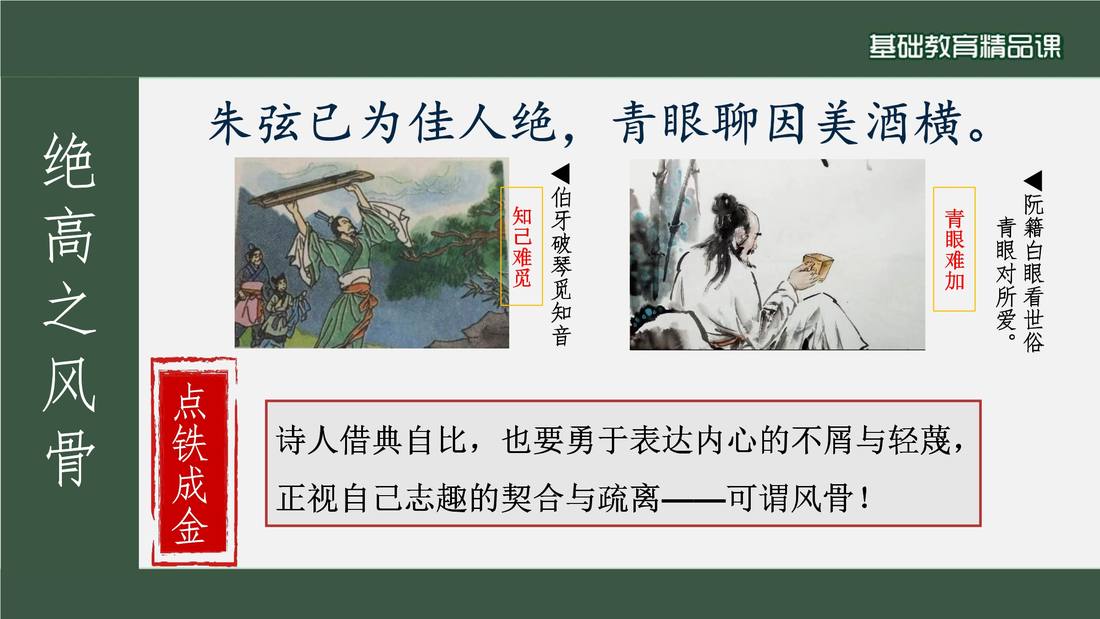 基础教育精品课
绝高之风骨
朱弦已为佳人绝，青眼聊因美酒横。
知己难觅
◀伯牙破琴觅知音
青眼难加
◀阮籍白眼看世俗
青眼对所爱。
点铁成金
诗人借典自比，也要勇于表达内心的不屑与轻蔑，
正视自己志趣的契合与疏离——可谓风骨！